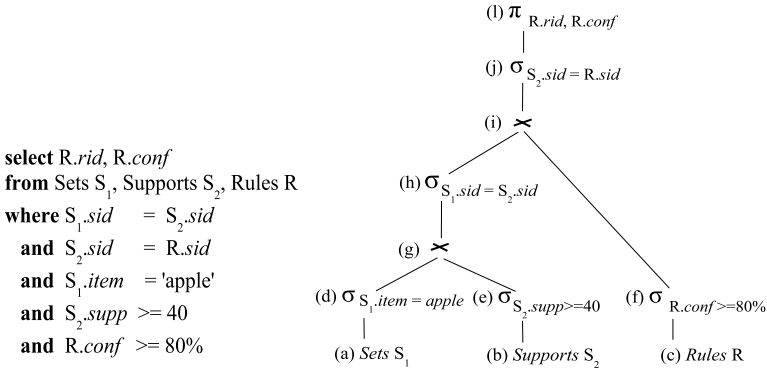 select R.rid, R.conf
from Sets S1, Supports S2, Rules R
where S1.sid = S2.sid
and S2.sid = R.sid
and S1.item = 'apple'
and S2.supp >= 40
and R.conf >= 80%
(l) π R.rid, R.conf
(j) σ S2.sid = R.sid
(i) ×
(h) σ S1.sid = S2.sid
(g) ×
(d) σ S1.item = apple (e) σ S2.supp>=40 (f) σ R.conf >=80%
(a) Sets S1 (b) Supports S2 (c) Rules R